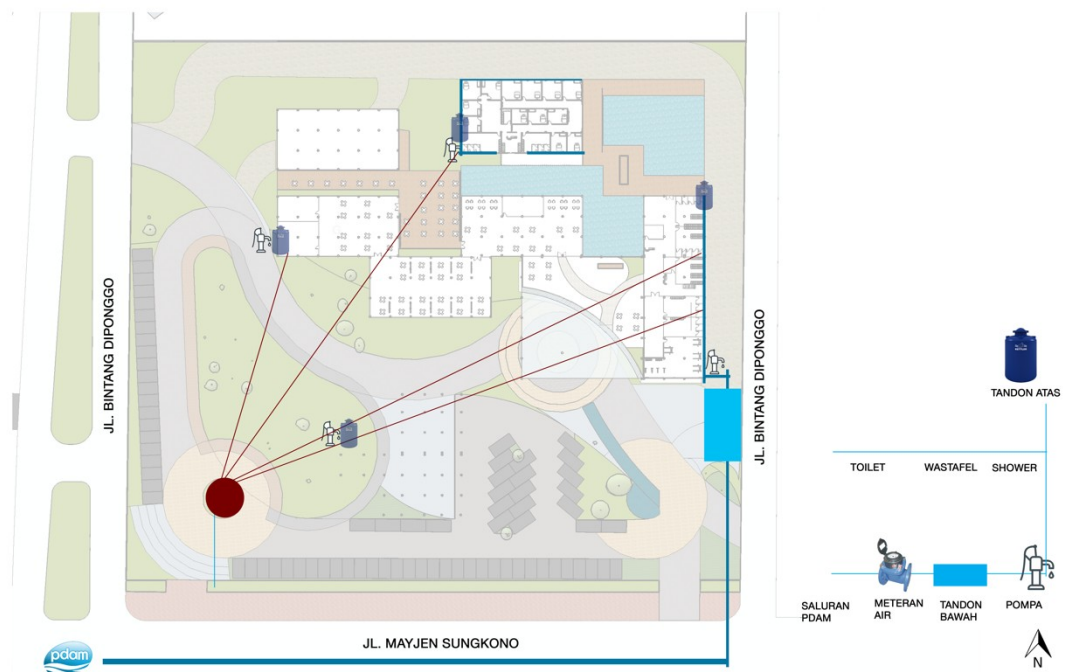 JL. BINTANG DIPONGGO
JL. BINTANG DIPONGGO
TANDON ATAS
TOILET
WASTAFEL
SHOWER
SALURAN
PDAM
METERAN
AIR
TANDON
BAWAH
POMPA
JL. MAYJEN SUNGKONO
pdam
N